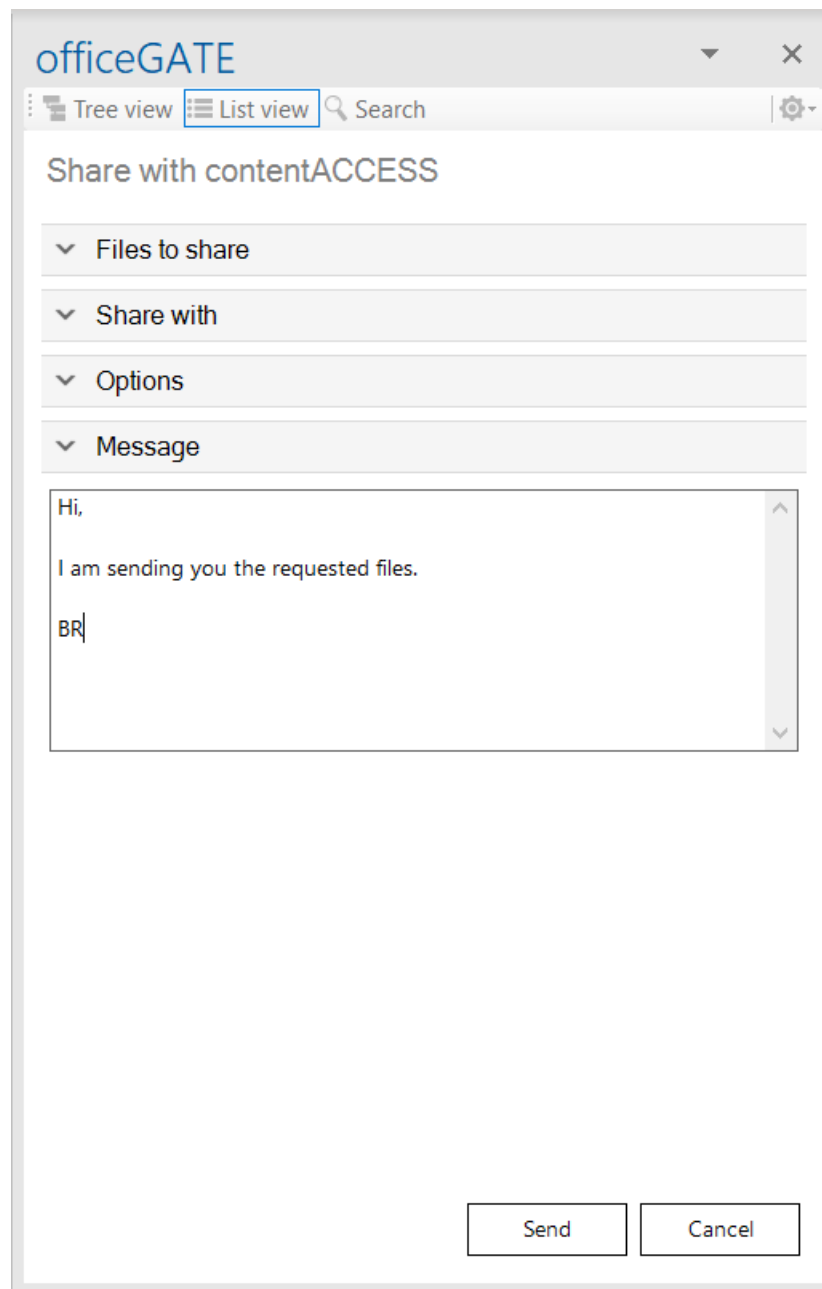 officeGATE
Tree view List view Search
Share with contentACCESS
Files to share
Share with
Options
Message
Hi,
I am sending you the requested files.
BR
Send Cancel